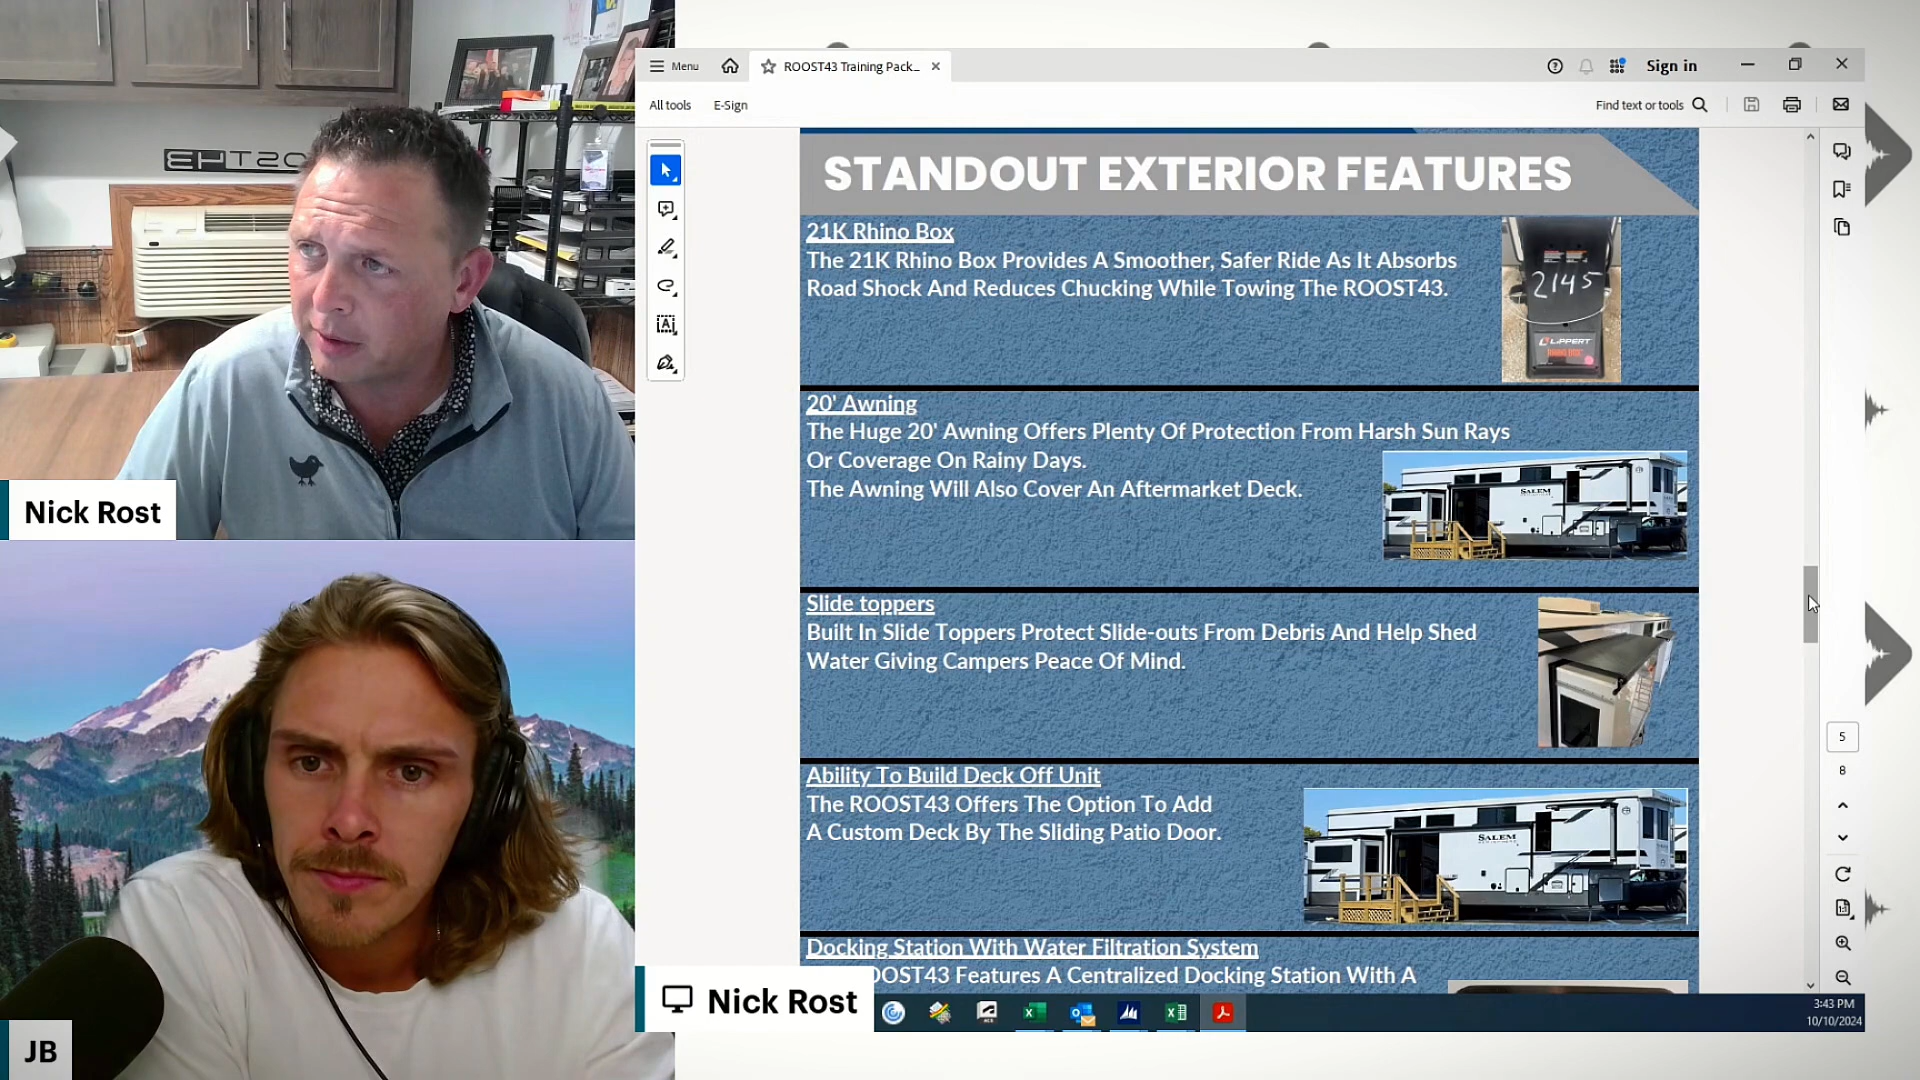 Menu
ROOST43 Training Pack...
Sign in
All tools
E-Sign
Find text or tools
STANDOUT EXTERIOR FEATURES
21K Rhino Box
The 21K Rhino Box Provides A Smoother, Safer Ride As It Absorbs
Road Shock And Reduces Chucking While Towing The ROOST43.
2145
LIPPERT
RHINO BOX
20' Awning
The Huge 20' Awning Offers Plenty Of Protection From Harsh Sun Rays
Or Coverage On Rainy Days.
The Awning Will Also Cover An Aftermarket Deck.
SALEM
Slide toppers
Built In Slide Toppers Protect Slide-outs From Debris And Help Shed
Water Giving Campers Peace Of Mind.
Ability To Build Deck Off Unit
The ROOST43 Offers The Option To Add
A Custom Deck By The Sliding Patio Door.
SALEM
Docking Station With Water Filtration System
OOST43 Features A Centralized Docking Station With A
5
8
3:43 PM
10/10/2024
Nick Rost
Nick Rost
JB